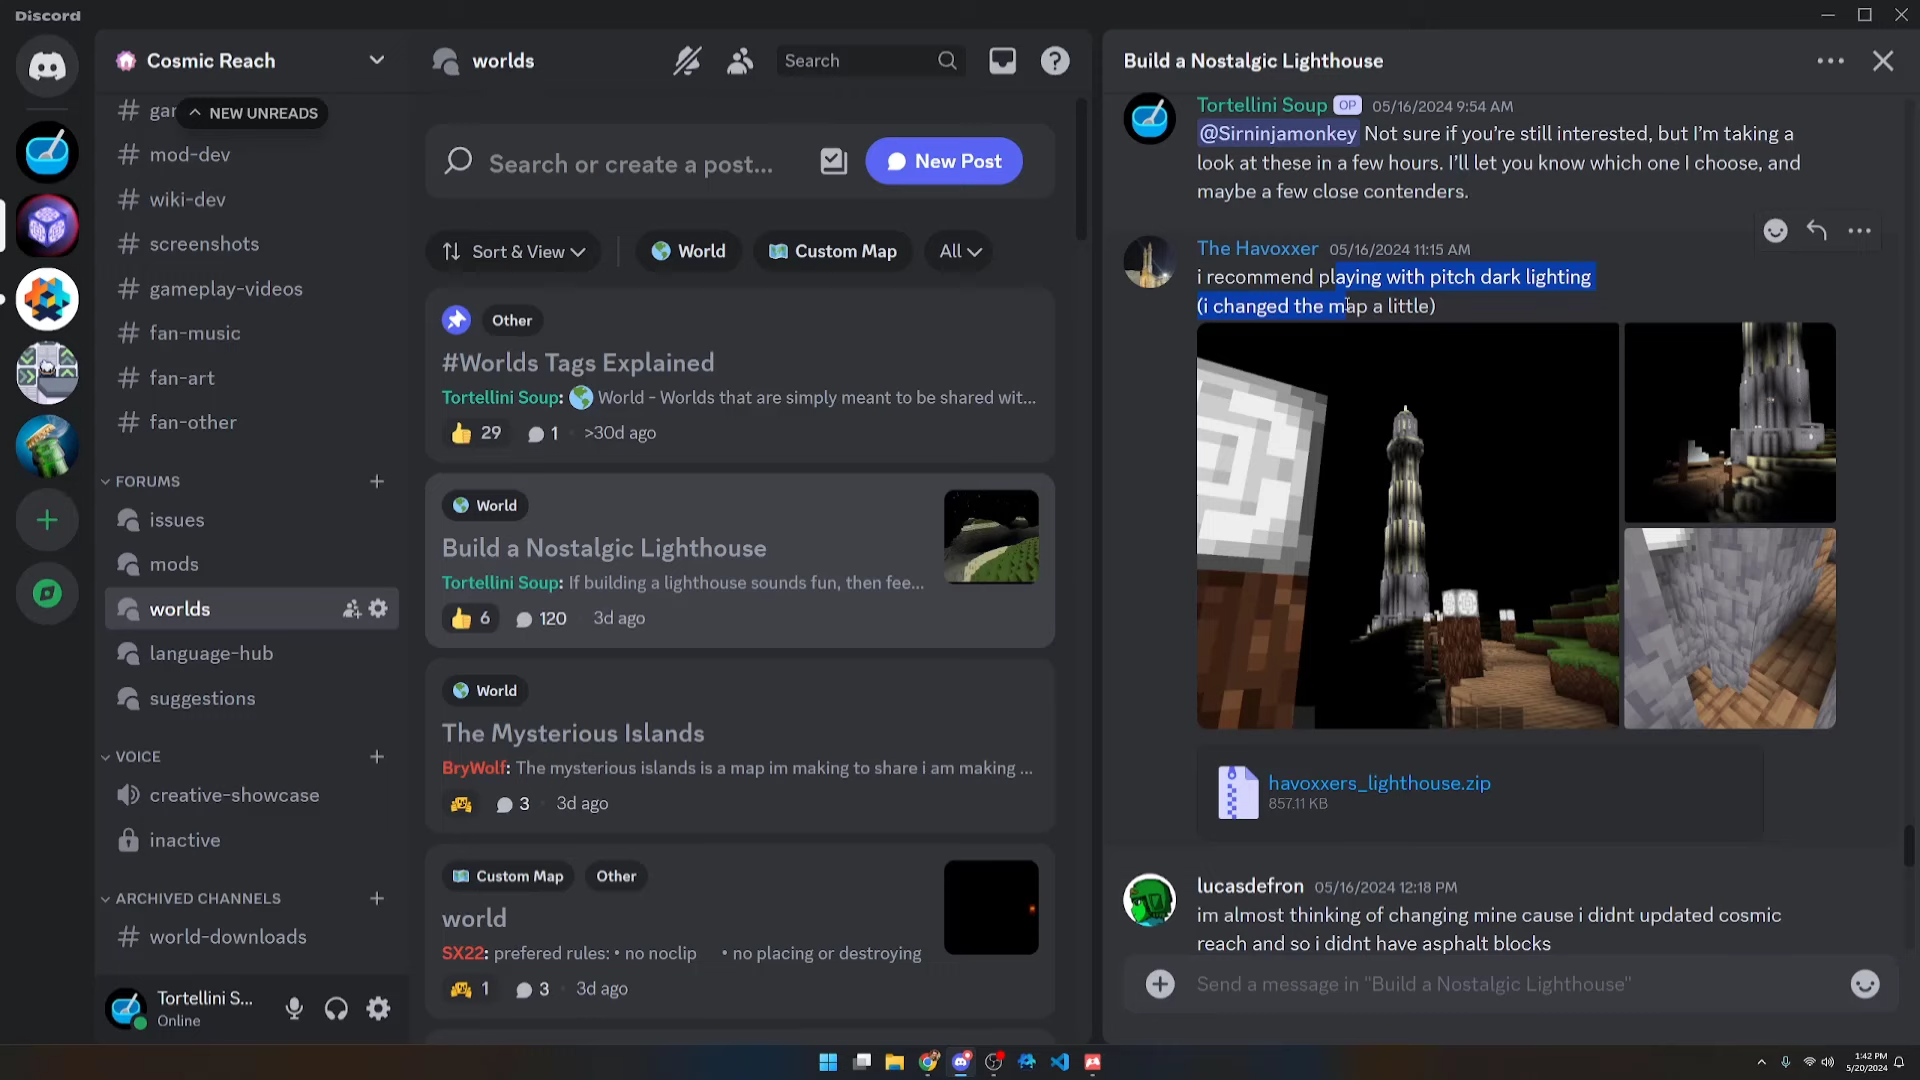 Discord
Cosmic Reach
NEW UNREADS
mod-dev
wiki-dev
screenshots
gameplay-videos
fan-music
fan-art
fan-other
FORUMS
issues
mods
worlds
language-hub
suggestions
VOICE
creative-showcase
inactive
ARCHIVED CHANNELS
world-downloads
Tortellini S...
Online
worlds
Search
Search or create a post...
New Post
Sort & View
World
Custom Map
All
Other
#Worlds Tags Explained
Tortellini Soup: World - Worlds that are simply meant to be shared wit...
29 1 • >30d ago
World
Build a Nostalgic Lighthouse
Tortellini Soup: If building a lighthouse sounds fun, then fee...
6 120 3d ago
World
The Mysterious Islands
BryWolf: The mysterious islands is a map im making to share i am making ...
3 • 3d ago
Custom Map Other
world
SX22: prefered rules: • no noclip • no placing or destroying
1 3 • 3d ago
Build a Nostalgic Lighthouse
Tortellini Soup OP 05/16/2024 9:54 AM
@Sirninjamonkey Not sure if you're still interested, but I'm taking a
look at these in a few hours. I'll let you know which one I choose, and
maybe a few close contenders.
The Havoxxer 05/16/2024 11:15 AM
i recommend playing with pitch dark lighting
(i changed the map a little)
havoxxers_lighthouse.zip
857.11 KB
lucasdefron 05/16/2024 12:18 PM
im almost thinking of changing mine cause i didnt updated cosmic
reach and so i didnt have asphalt blocks
Send a message in "Build a Nostalgic Lighthouse"
1:42 PM
5/20/2024